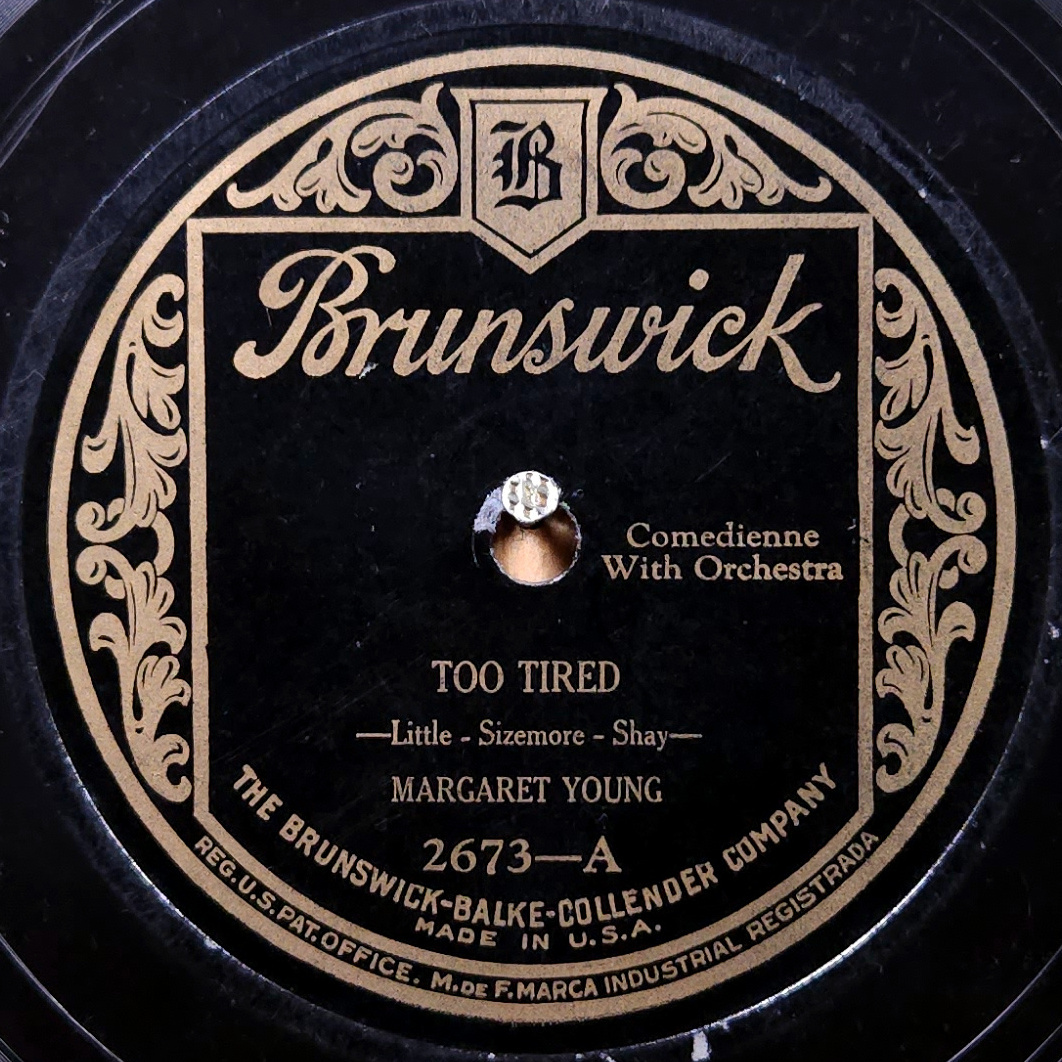 B
Brunswick
Comedienne
With Orchestra
TOO TIRED
—Little - Sizemore - Shay—
MARGARET YOUNG
2673—A
THE BRUNSWICK-BALKE-COLLENDER COMPANY
MADE IN U.S.A.
REG.U.S.PAT.OFFICE. M.DE F.MARCA INDUSTRIAL REGISTRADA